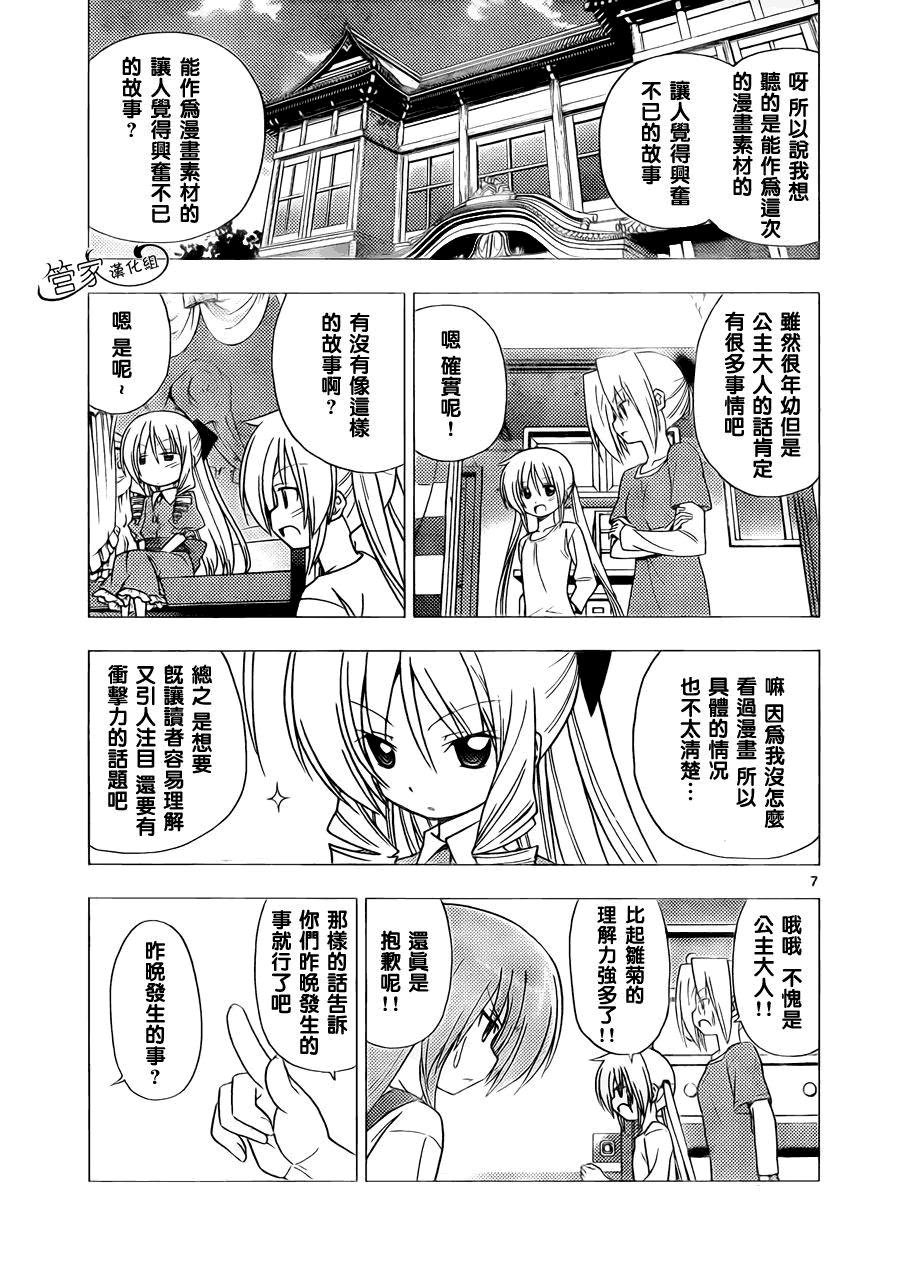 呀 所以說我想
聽的是能作爲這次
的漫畫素材的
讓人覺得興奮
不已的故事
能作爲漫畫素材的
讓人覺得興奮不已
的故事?
管家
漢化組
雖然很年幼但是
公主大人的話肯定
有很多事情吧
嗯 確實呢!
有沒有像這樣
的故事啊?
嗯 是呢~
嘛 因爲我沒怎麼
看過漫畫 所以
具體的情況
也不太清楚…
總之 是想要
既讓讀者容易理解
又引人注目 還要有
衝擊力的話題吧
7
哦哦 不愧是
公主大人!!
比起雛菊的
理解力強多了!!
還真是
抱歉呢!!
那樣的話告訴
你們昨晚發生的
事就行了吧
昨晚發生的事?